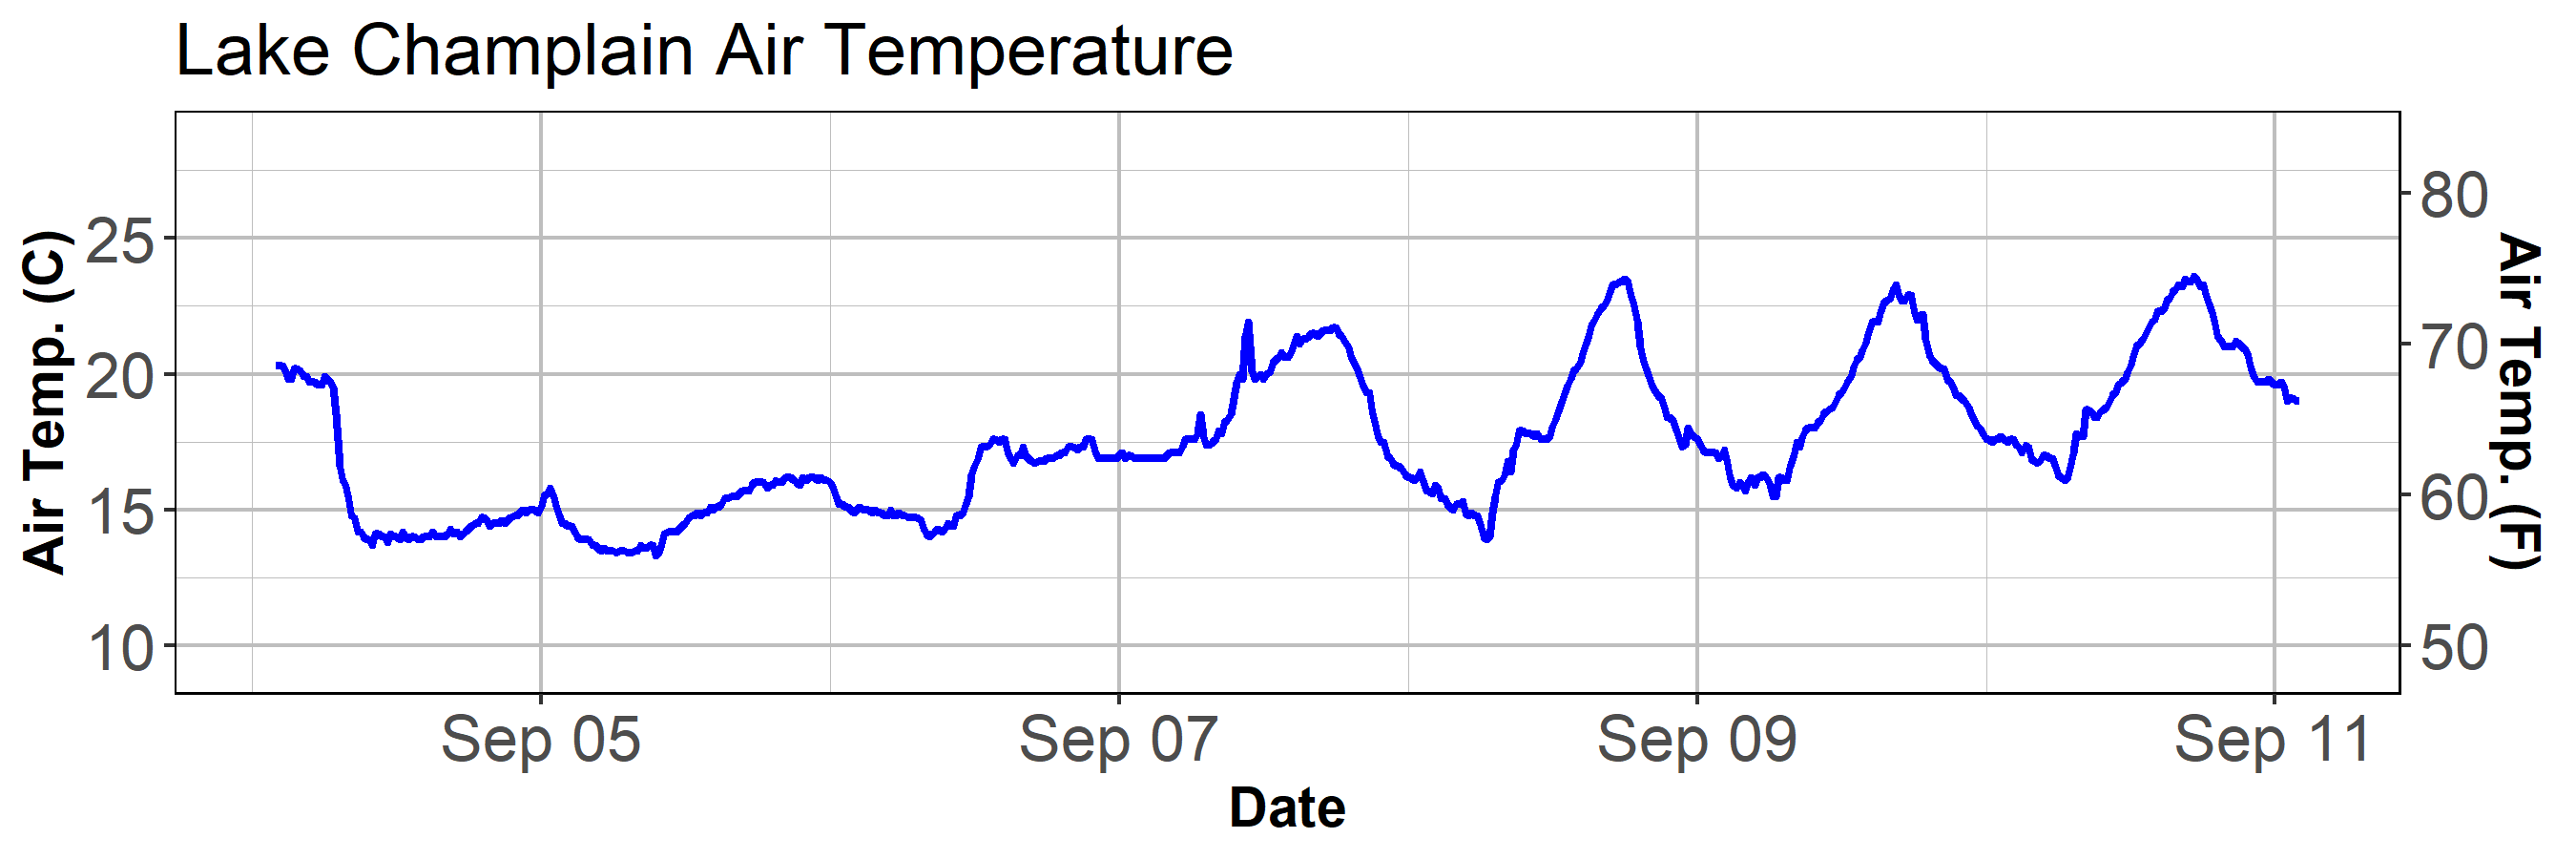 Lake Champlain Air Temperature
Air Temp. (C)
25
20
15
10
80
70
60
50
Air Temp. (F)
Sep 05 Sep 07 Sep 09 Sep 11
Date